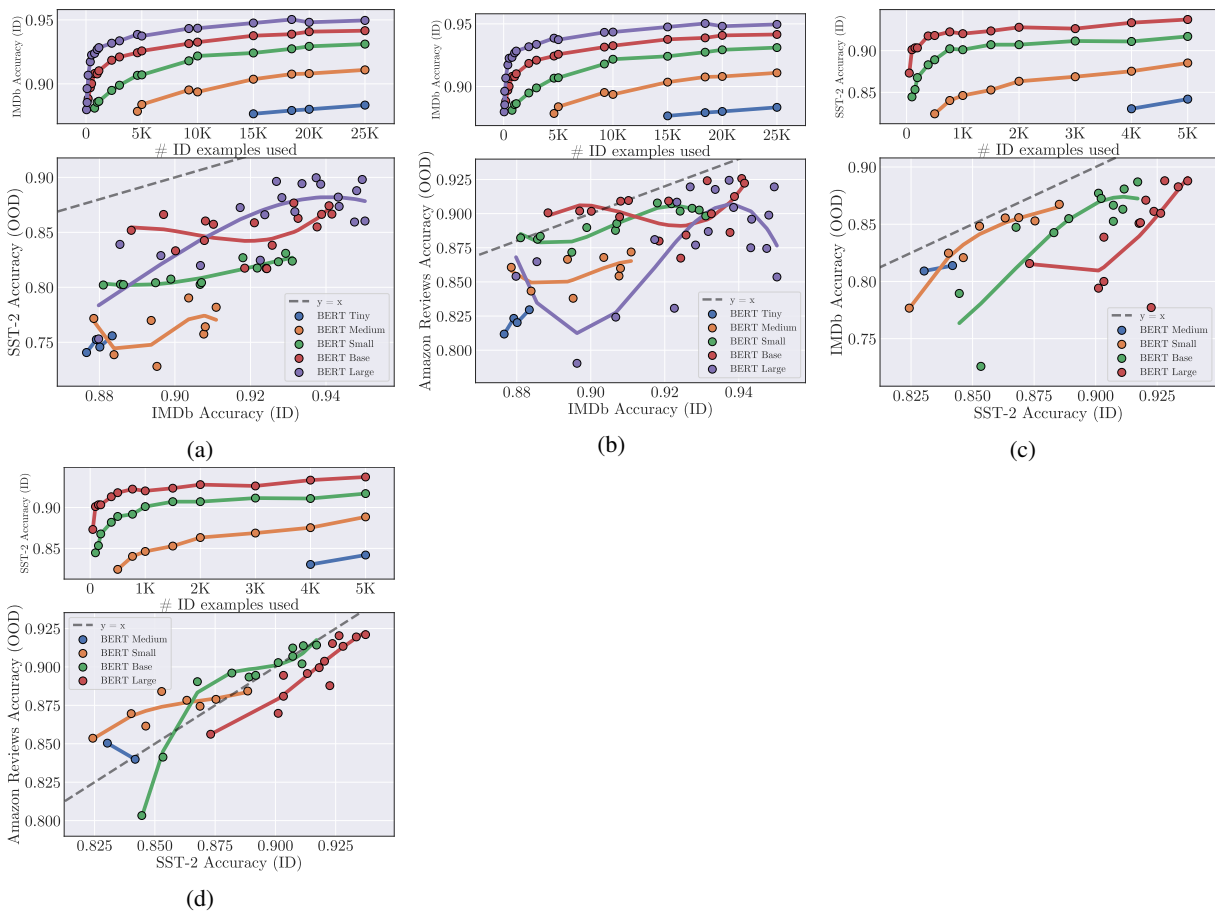 IMDb Accuracy (ID)
0.95
0.90
0 5K 10K 15K 20K 25K
# ID examples used
SST-2 Accuracy (OOD)
0.90
0.85
0.80
0.75
y = x
BERT Tiny
BERT Medium
BERT Small
BERT Base
BERT Large
0.88 0.90 0.92 0.94
IMDb Accuracy (ID)
(a)
IMDb Accuracy (ID)
0.95
0.90
0 5K 10K 15K 20K 25K
# ID examples used
Amazon Reviews Accuracy (OOD)
0.925
0.900
0.875
0.850
0.825
0.800
y = x
BERT Tiny
BERT Medium
BERT Small
BERT Base
BERT Large
0.88 0.90 0.92 0.94
IMDb Accuracy (ID)
(b)
SST-2 Accuracy (ID)
0.90
0.85
0 1K 2K 3K 4K 5K
# ID examples used
IMDb Accuracy (OOD)
0.90
0.85
0.80
0.75
y = x
BERT Medium
BERT Small
BERT Base
BERT Large
0.825 0.850 0.875 0.900 0.925
SST-2 Accuracy (ID)
(c)
SST-2 Accuracy (ID)
0.90
0.85
0 1K 2K 3K 4K 5K
# ID examples used
Amazon Reviews Accuracy (OOD)
0.925
0.900
0.875
0.850
0.825
0.800
y = x
BERT Medium
BERT Small
BERT Base
BERT Large
0.825 0.850 0.875 0.900 0.925
SST-2 Accuracy (ID)
(d)